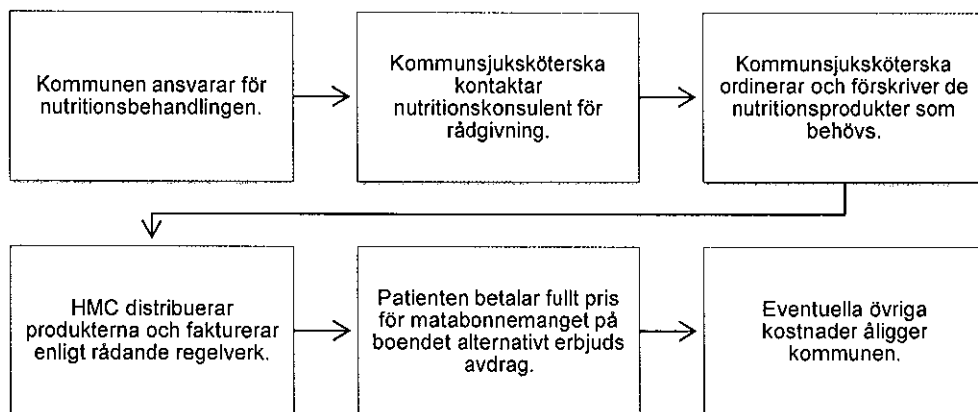 Kommunen ansvarar för
nutritionsbehandlingen.
Kommunsjuksköterska
kontaktar
nutritionskonsulent för
rådgivning.
Kommunsjuksköterska
ordinerar och förskriver de
nutritionsprodukter som
behövs.
HMC distribuerar
produkterna och fakturerar
enligt rådande regelverk.
Patienten betalar fullt pris
för matabonnemanget på
boendet alternativt erbjuds
avdrag.
Eventuella övriga
kostnader åligger
kommunen.